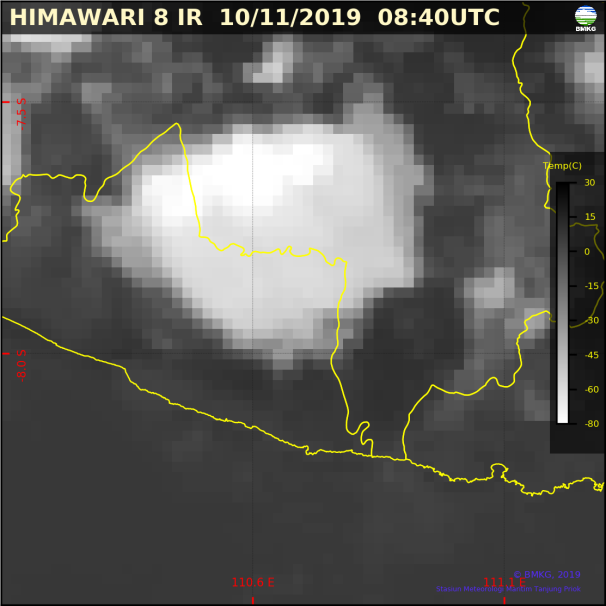 HIMAWARI 8 IR 10/11/2019 08:40UTC
BMKG
-7.5 S
Temp(°C)
30
15
0
-15
-30
-45
-60
-80
-8.0 S
© BMKG, 2019
110.6 E
111.1 E